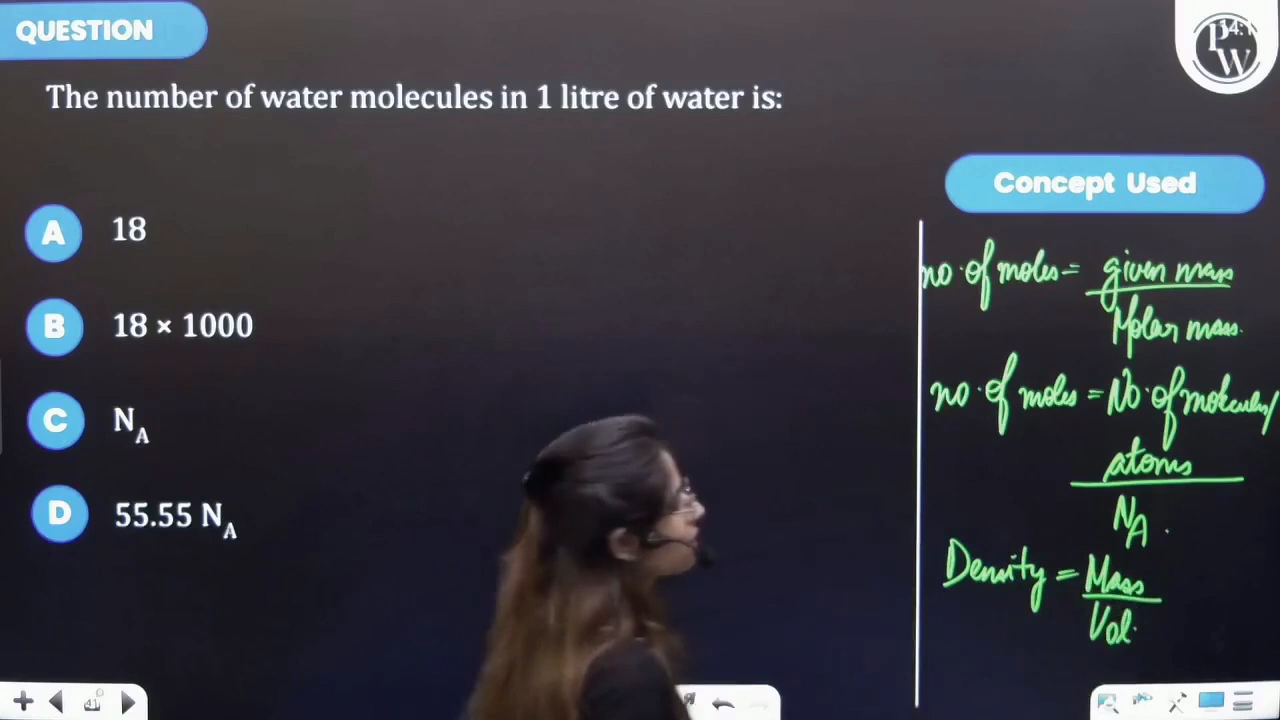 QUESTION
PW
The number of water molecules in 1 litre of water is:
A 18
B 18 × 1000
C N_A
D 55.55 N_A
Concept Used
no. of moles = given mass
Molar mass.
no. of moles = No. of molecules/
atoms
N_A.
Density = Mass
Vol.
41